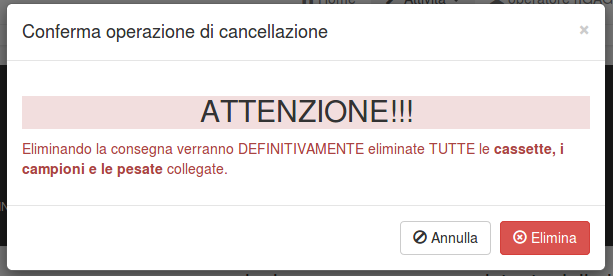 Conferma operazione di cancellazione
×
ATTENZIONE!!!
Eliminando la consegna verranno DEFINITIVAMENTE eliminate TUTTE le cassette, i
campioni e le pesate collegate.
Annulla
Elimina